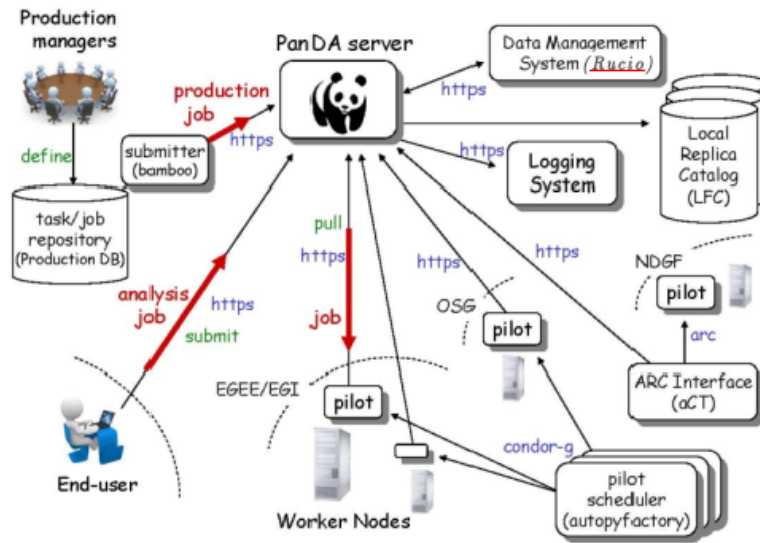 Production
managers
PanDA server
Data Management
System (Rucio)
https
production
job
https
define
submitter
(bamboo)
https
Logging
System
Local
Replica
Catalog
(LFC)
task/job
repository
(Production DB)
pull
https
https
https
NDGF
pilot
analysis
job
https
submit
OSG
pilot
arc
job
EGEE/EGI
pilot
ARC Interface
(aCT)
condor-g
End-user
Worker Nodes
pilot
scheduler
(autopyfactory)